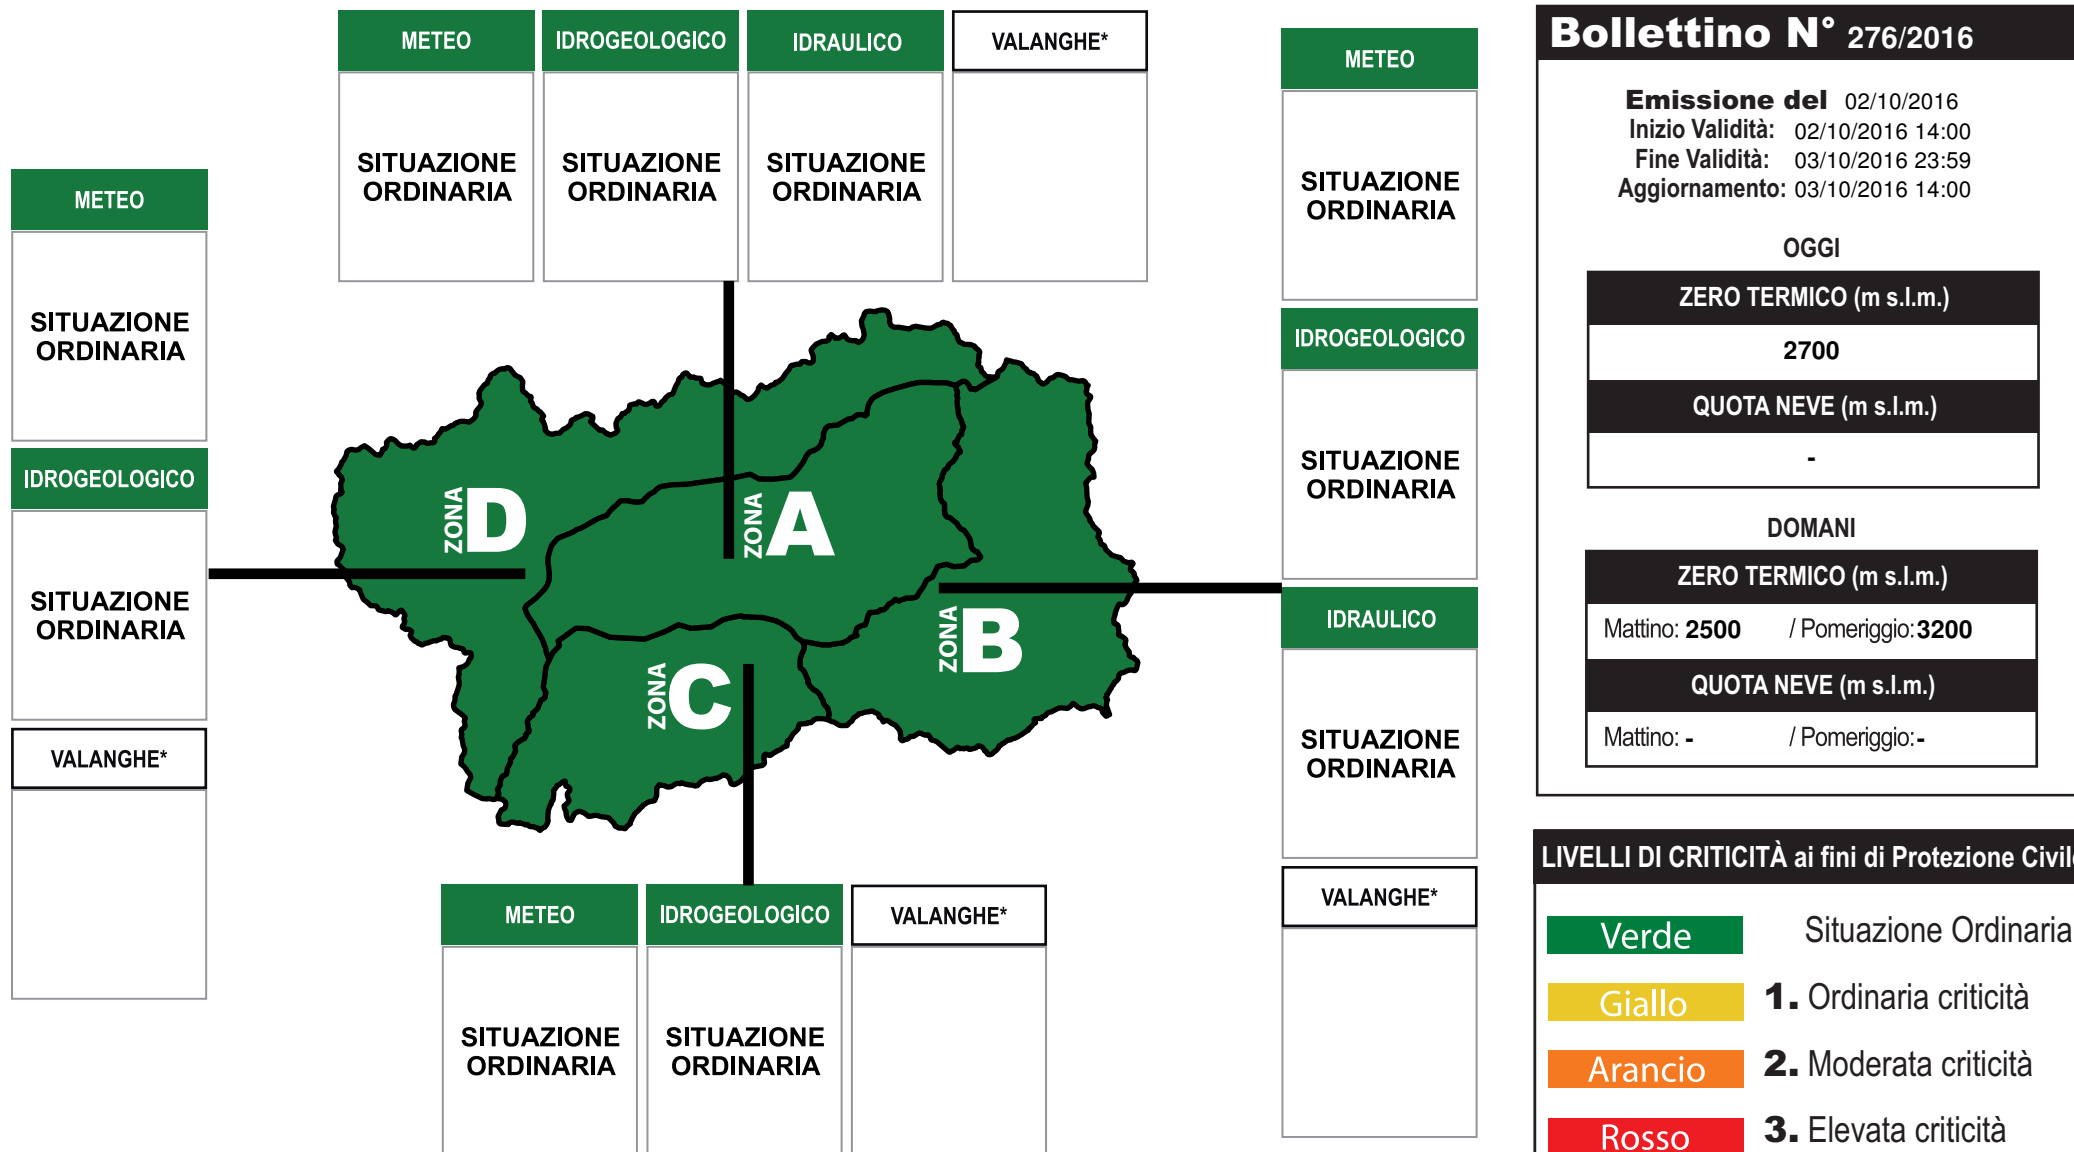 METEO
IDROGEOLOGICO
IDRAULICO
VALANGHE*
SITUAZIONE
ORDINARIA
SITUAZIONE
ORDINARIA
SITUAZIONE
ORDINARIA
METEO
SITUAZIONE
ORDINARIA
IDROGEOLOGICO
SITUAZIONE
ORDINARIA
VALANGHE*
ZONA D
ZONA A
ZONA B
ZONA C
METEO
SITUAZIONE
ORDINARIA
IDROGEOLOGICO
SITUAZIONE
ORDINARIA
IDRAULICO
SITUAZIONE
ORDINARIA
VALANGHE*
METEO
IDROGEOLOGICO
VALANGHE*
SITUAZIONE
ORDINARIA
SITUAZIONE
ORDINARIA
Bollettino N° 276/2016
Emissione del 02/10/2016
Inizio Validità: 02/10/2016 14:00
Fine Validità: 03/10/2016 23:59
Aggiornamento: 03/10/2016 14:00
OGGI
ZERO TERMICO (m s.l.m.)
2700
QUOTA NEVE (m s.l.m.)
-
DOMANI
ZERO TERMICO (m s.l.m.)
Mattino: 2500 / Pomeriggio: 3200
QUOTA NEVE (m s.l.m.)
Mattino: - / Pomeriggio: -
LIVELLI DI CRITICITÀ ai fini di Protezione Civile
Verde Situazione Ordinaria
Giallo 1. Ordinaria criticità
Arancio 2. Moderata criticità
Rosso 3. Elevata criticità